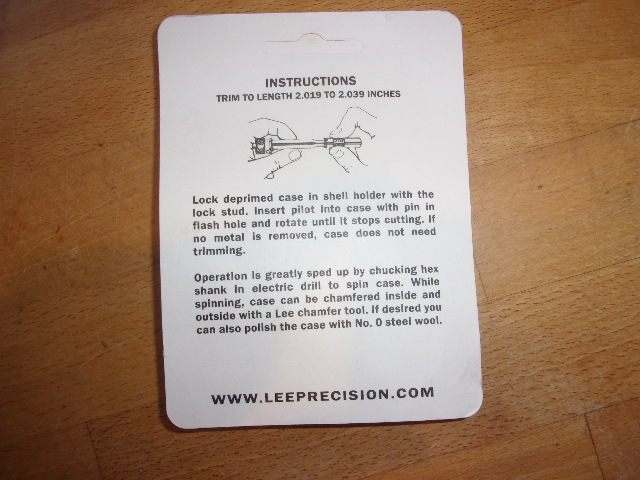 INSTRUCTIONS
TRIM TO LENGTH 2.019 TO 2.039 INCHES
Lock deprimed case in shell holder with the
lock stud. Insert pilot into case with pin in
flash hole and rotate until it stops cutting. If
no metal is removed, case does not need
trimming.
Operation is greatly sped up by chucking hex
shank in electric drill to spin case. While
spinning, case can be chamfered inside and
outside with a Lee chamfer tool. If desired you
can also polish the case with No. 0 steel wool.
WWW.LEEPRECISION.COM